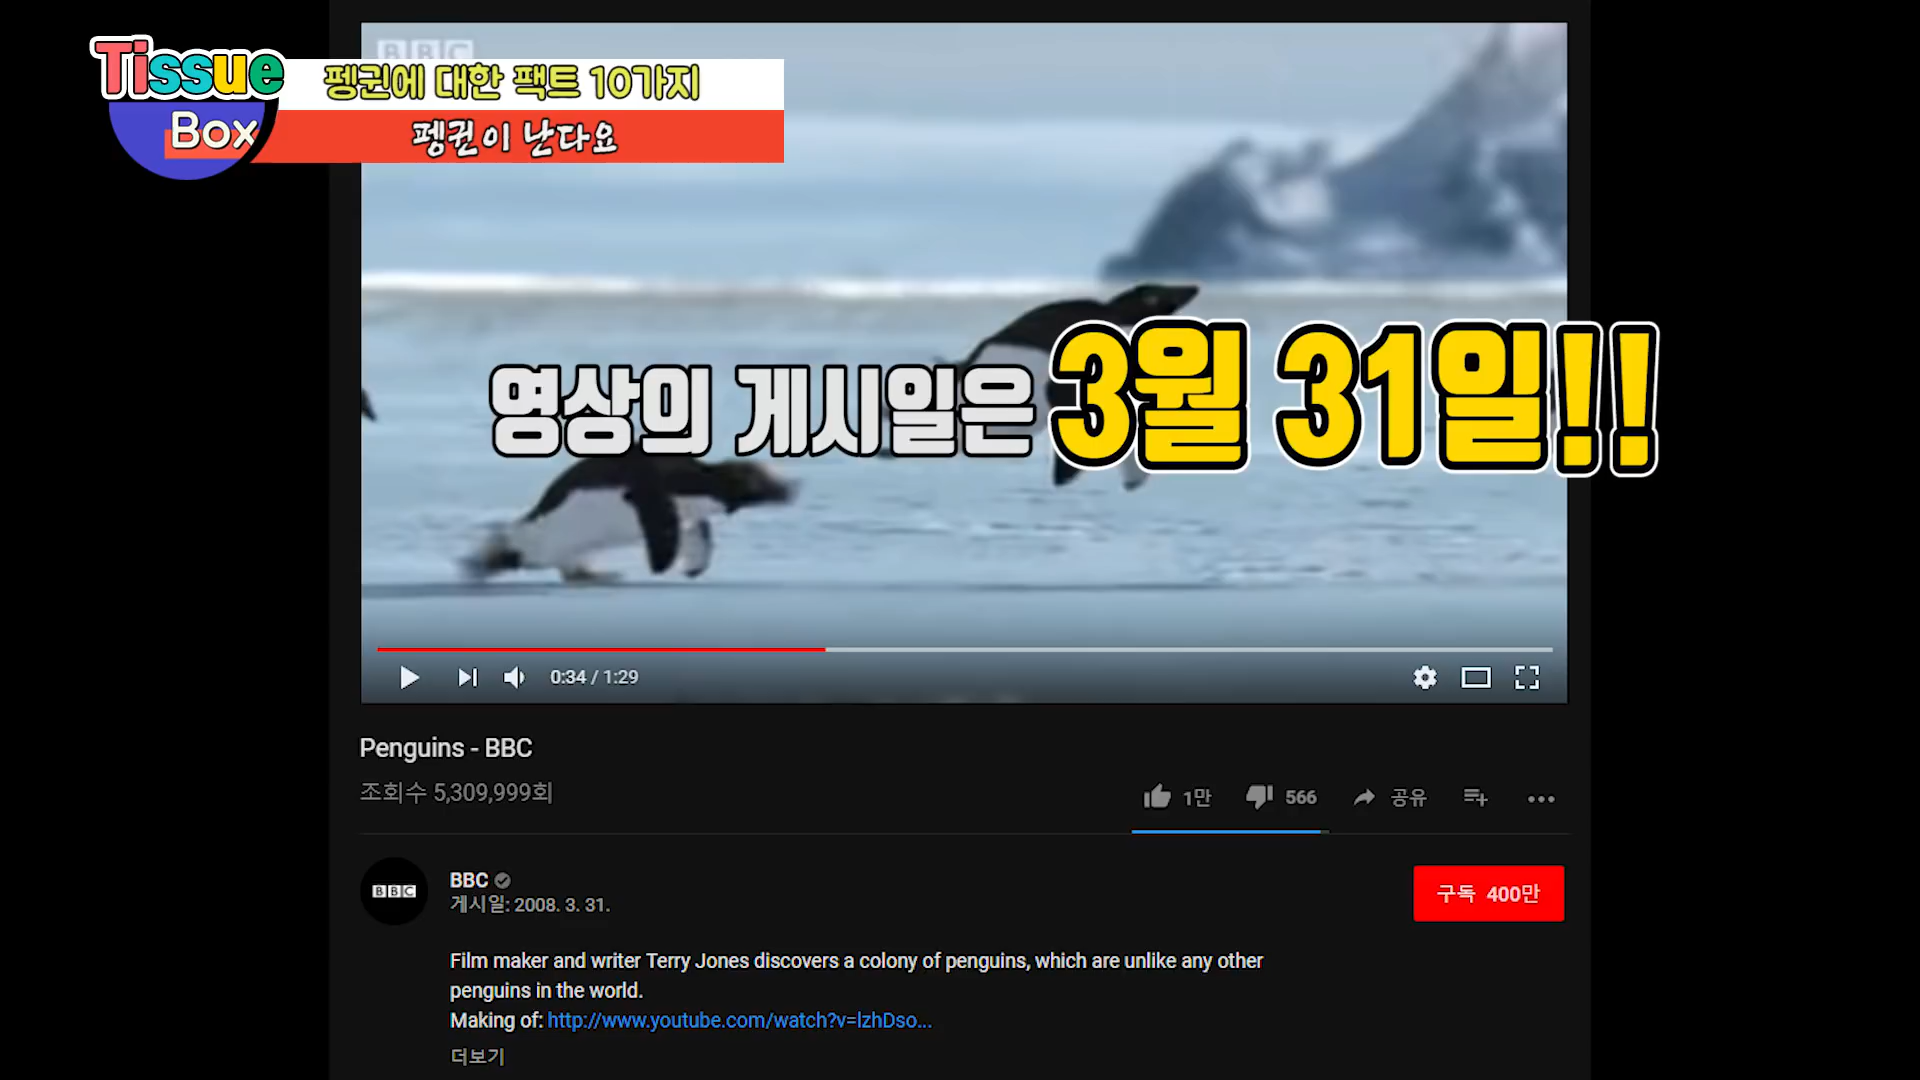 BBC
Tissue
Box
펭귄에 대한 팩트 10가지
펭귄이 난다요
영상의 게시일은 3월 31일!!
0:34 / 1:29
Penguins - BBC
조회수 5,309,999회
1만
566
공유
BBC
BBC
게시일: 2008. 3. 31.
구독 400만
Film maker and writer Terry Jones discovers a colony of penguins, which are unlike any other
penguins in the world.
Making of: http://www.youtube.com/watch?v=lzhDso...
더보기